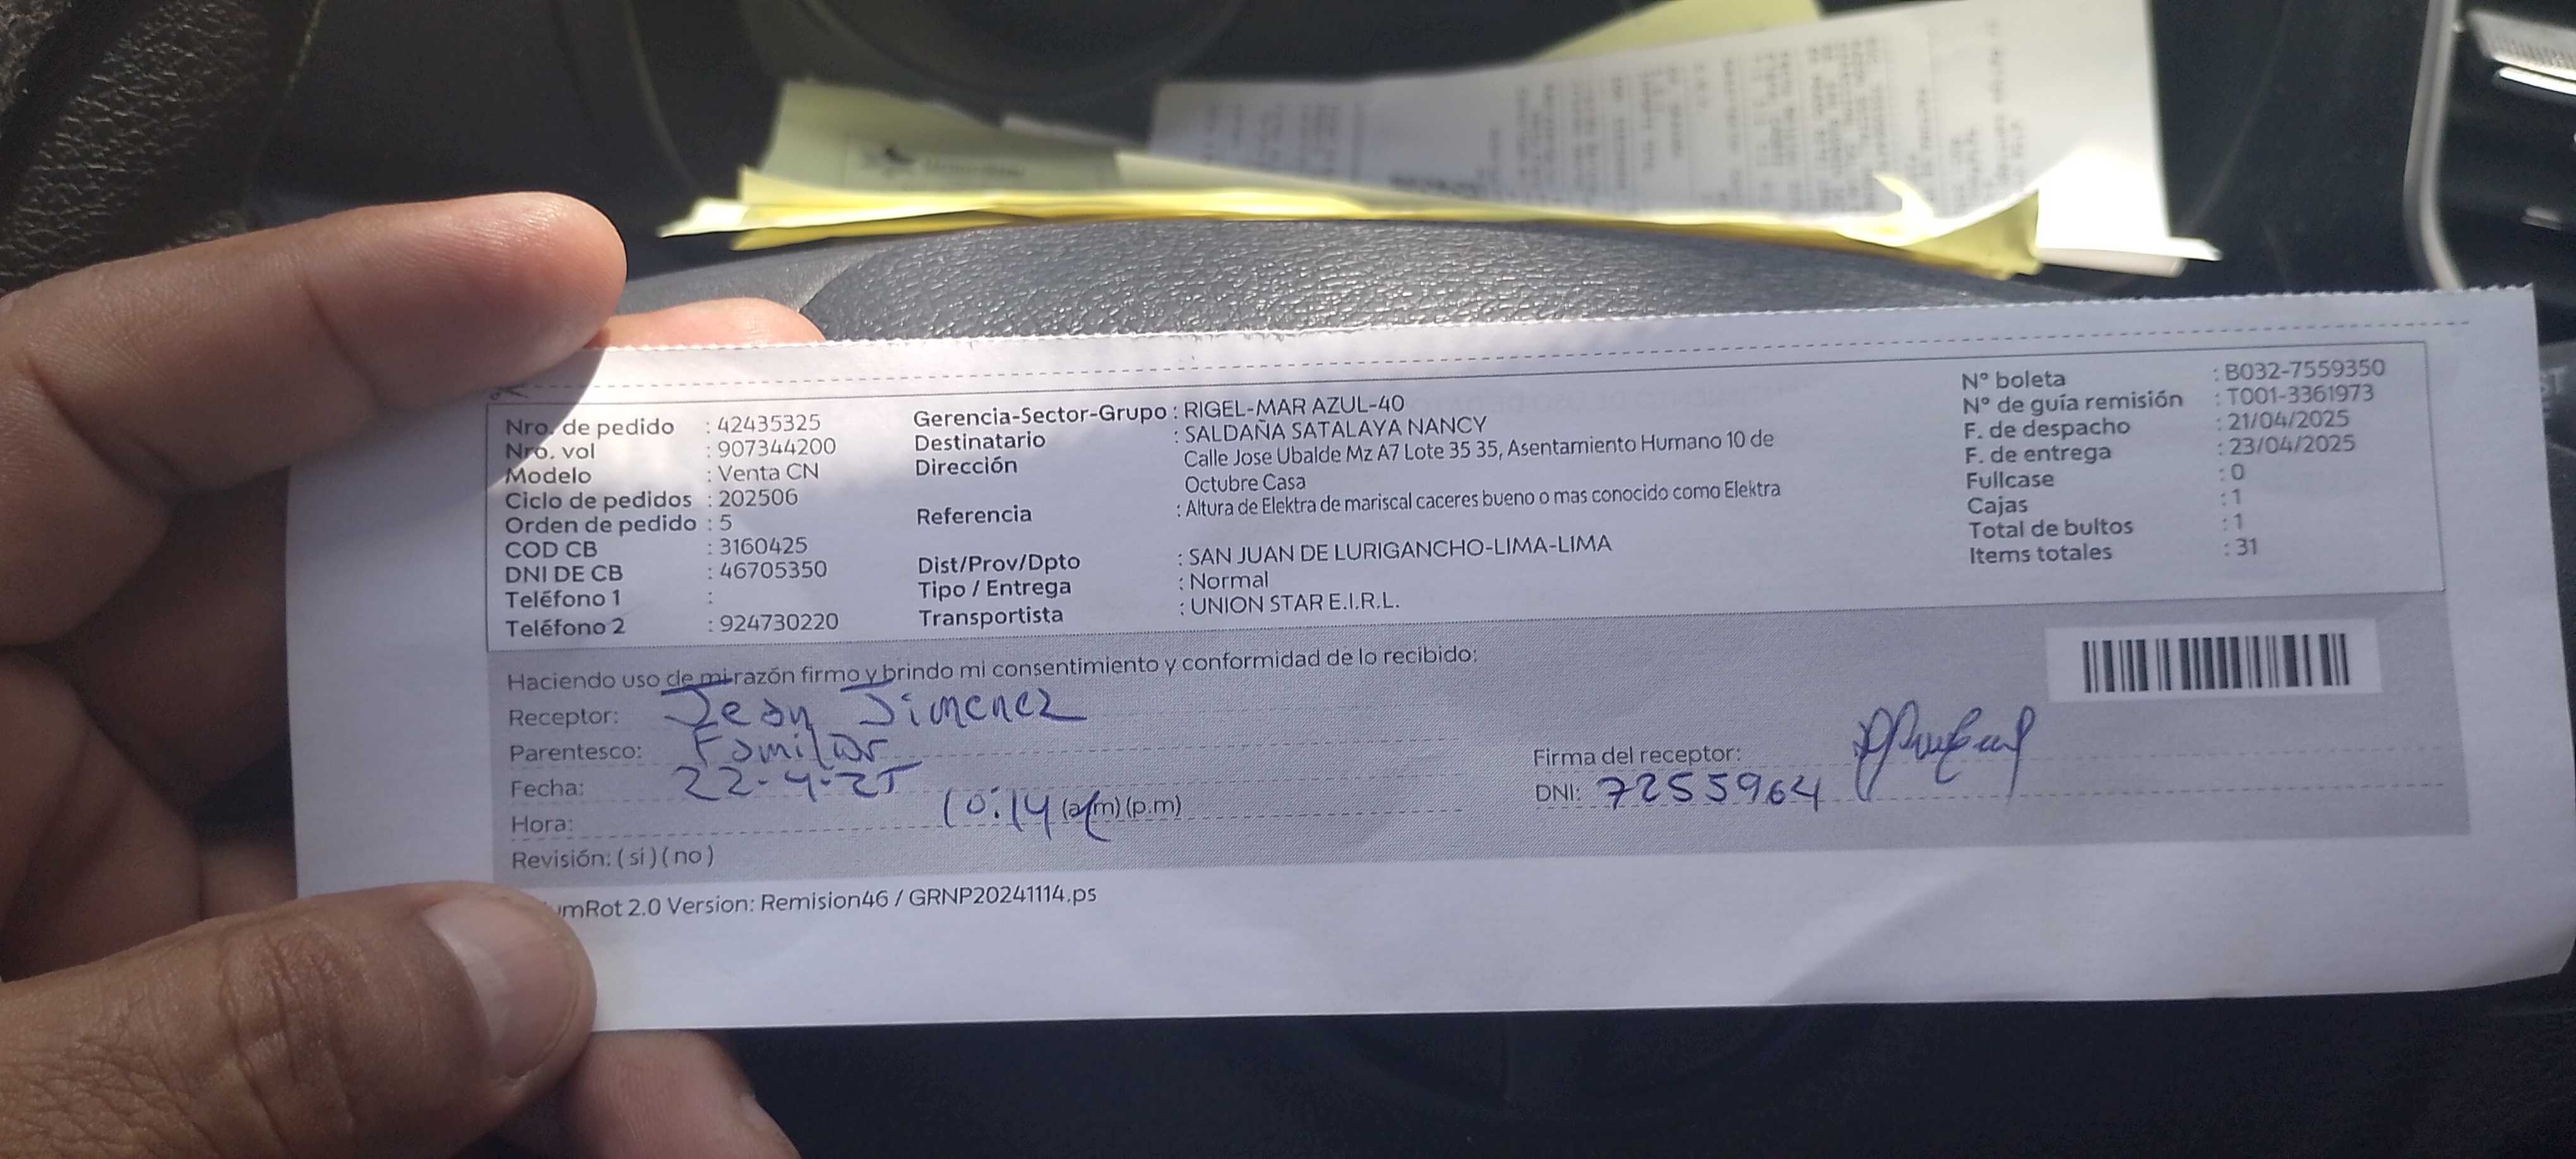 Nro. de pedido : 42435325
Nro. vol : 907344200
Modelo : Venta CN
Ciclo de pedidos : 202506
Orden de pedido : 5
COD CB : 3160425
DNI DE CB : 46705350
Teléfono 1 :
Teléfono 2 : 924730220
Gerencia-Sector-Grupo : RIGEL-MAR AZUL-40
Destinatario : SALDAÑA SATALAYA NANCY
Dirección Calle Jose Ubalde Mz A7 Lote 35 35, Asentamiento Humano 10 de
Octubre Casa
Referencia : Altura de Elektra de mariscal caceres bueno o mas conocido como Elektra
Dist/Prov/Dpto : SAN JUAN DE LURIGANCHO-LIMA-LIMA
Tipo / Entrega : Normal
Transportista : UNION STAR E.I.R.L.
N° boleta : B032-7559350
N° de guía remisión : T001-3361973
F. de despacho : 21/04/2025
F. de entrega : 23/04/2025
Fullcase : 0
Cajas : 1
Total de bultos : 1
Items totales : 31
Haciendo uso de mi razón firmo y brindo mi consentimiento y conformidad de lo recibido:
Receptor: Jean Jimenez
Parentesco: Familiar
Fecha: 22-4-25
Hora: 10:14 (a.m) (p.m)
Revisión: ( si ) ( no )
Firma del receptor:
DNI: 7255964
umRot 2.0 Version: Remision46 / GRNP20241114.ps